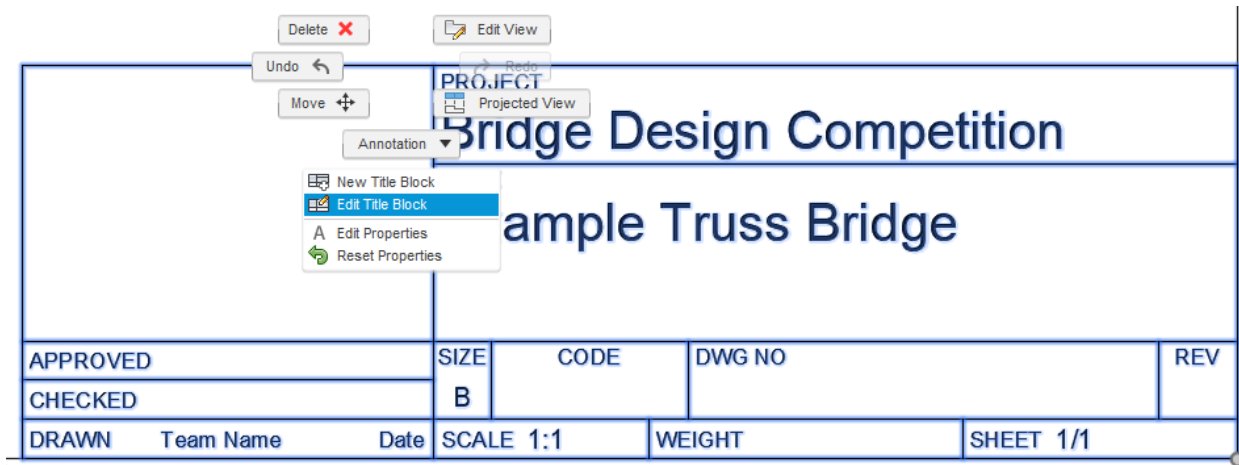 Delete
Edit View
Undo
Redo
PROJECT
Move
Projected View
Bridge Design Competition
Annotation
New Title Block
Edit Title Block
ample Truss Bridge
A Edit Properties
Reset Properties
APPROVED
SIZE CODE DWG NO REV
CHECKED
B
DRAWN Team Name Date SCALE 1:1 WEIGHT SHEET 1/1